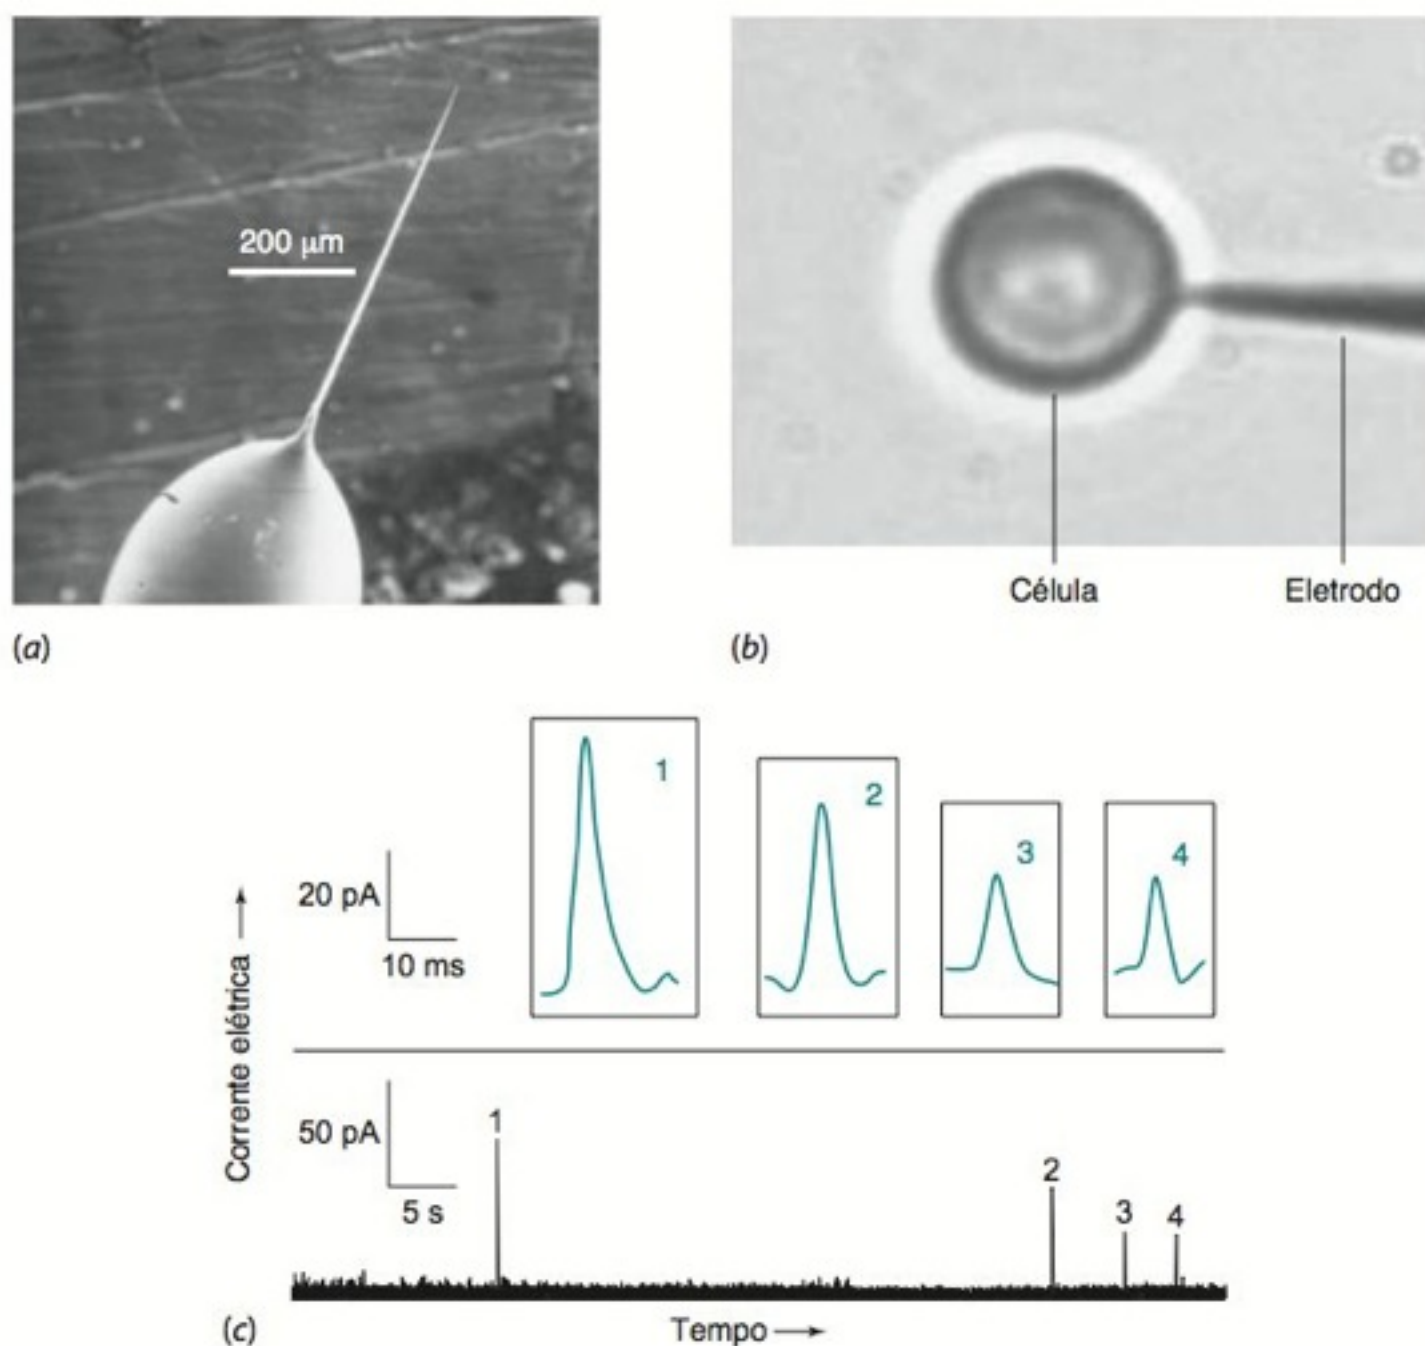 200 µm
(a)
Célula
Eletrodo
(b)
1
2
3
4
20 pA
10 ms
Corrente elétrica
50 pA
5 s
1
2
3
4
Tempo
(c)